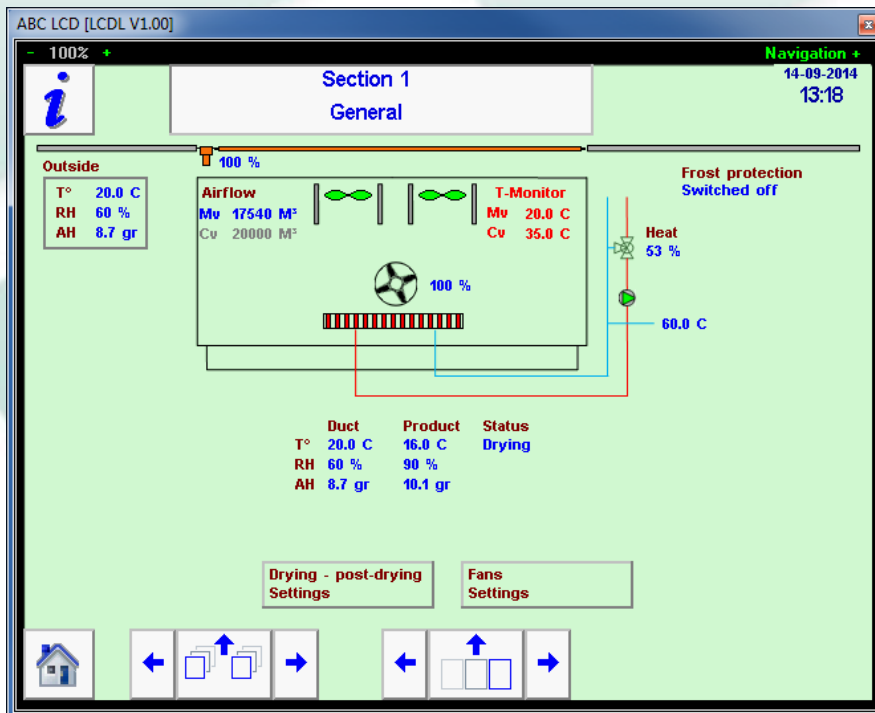 ABC LCD [LCDL V1.00]
- 100% +
Navigation +
Section 1
General
14-09-2014
13:18
100 %
Outside
T° 20.0 C
RH 60 %
AH 8.7 gr
Airflow
Mv 17540 M³
Cv 20000 M³
T-Monitor
Mv 20.0 C
Cv 35.0 C
Frost protection
Switched off
Heat
53 %
100 %
60.0 C
Duct Product Status
T° 20.0 C 16.0 C Drying
RH 60 % 90 %
AH 8.7 gr 10.1 gr
Drying - post-drying
Settings
Fans
Settings